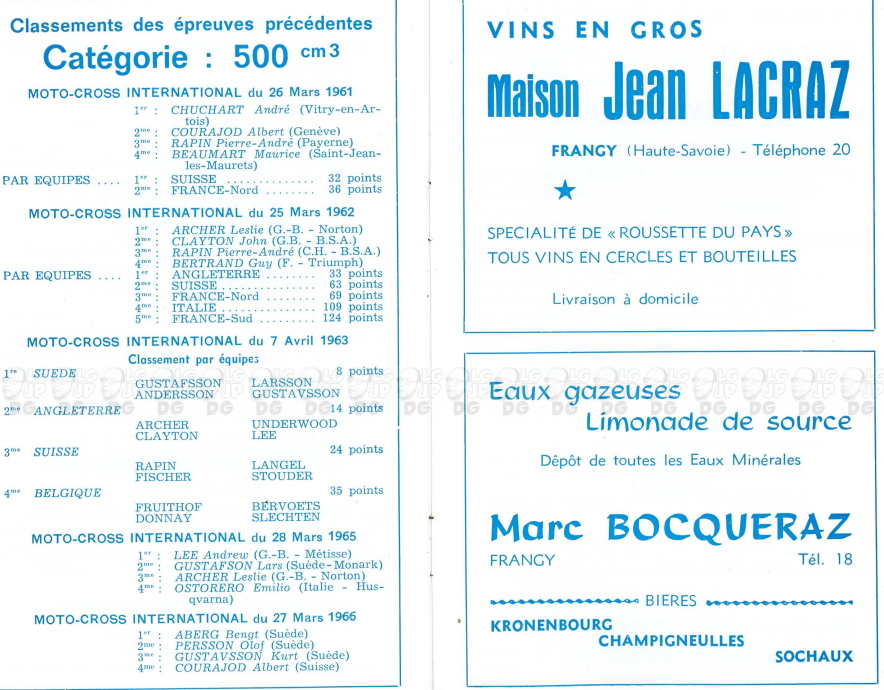 Classements des épreuves précédentes
Catégorie : 500 cm3
MOTO-CROSS INTERNATIONAL du 26 Mars 1961
1er : CHUCHART André (Vitry-en-Ar-
tois)
2me : COURAJOD Albert (Genève)
3me : RAPIN Pierre-André (Payerne)
4me : BEAUMART Maurice (Saint-Jean-
les-Maurets)
PAR EQUIPES .... 1er : SUISSE .............. 32 points
2me : FRANCE-Nord ........ 36 points
MOTO-CROSS INTERNATIONAL du 25 Mars 1962
1er : ARCHER Leslie (G.-B. - Norton)
2me : CLAYTON John (G.B. - B.S.A.)
3me : RAPIN Pierre-André (C.H. - B.S.A.)
4me : BERTRAND Guy (F. - Triumph)
PAR EQUIPES .... 1er : ANGLETERRE ........ 33 points
2me : SUISSE ............... 63 points
3me : FRANCE-Nord ........ 69 points
4me : ITALIE ............... 109 points
5me : FRANCE-Sud ......... 124 points
MOTO-CROSS INTERNATIONAL du 7 Avril 1963
Classement par équipes
1re SUEDE 8 points
GUSTAFSSON LARSSON
ANDERSSON GUSTAVSSON
2me ANGLETERRE 14 points
ARCHER UNDERWOOD
CLAYTON LEE
3me SUISSE 24 points
RAPIN LANGEL
FISCHER STOUDER
4me BELGIQUE 35 points
FRUITHOF BERVOETS
DONNAY SLECHTEN
MOTO-CROSS INTERNATIONAL du 28 Mars 1965
1er : LEE Andrew (G.-B. - Métisse)
2me : GUSTAFSON Lars (Suède-Monark)
3me : ARCHER Leslie (G.-B. - Norton)
4me : OSTORERO Emilio (Italie - Hus-
qvarna)
MOTO-CROSS INTERNATIONAL du 27 Mars 1966
1er : ABERG Bengt (Suède)
2me : PERSSON Olof (Suède)
3me : GUSTAVSSON Kurt (Suède)
4me : COURAJOD Albert (Suisse)
VINS EN GROS
Maison Jean LACRAZ
FRANGY (Haute-Savoie) - Téléphone 20
SPECIALITÉ DE « ROUSSETTE DU PAYS »
TOUS VINS EN CERCLES ET BOUTEILLES
Livraison à domicile
Eaux gazeuses
Limonade de source
Dépôt de toutes les Eaux Minérales
Marc BOCQUERAZ
FRANGY Tél. 18
BIERES
KRONENBOURG
CHAMPIGNEULLES
SOCHAUX